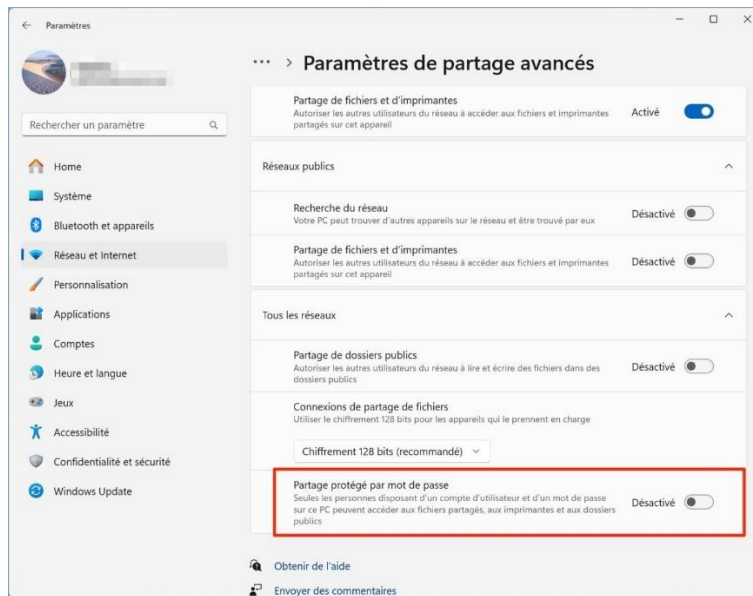 Paramètres
Rechercher un paramètre
Home
Système
Bluetooth et appareils
Réseau et Internet
Personnalisation
Applications
Comptes
Heure et langue
Jeux
Accessibilité
Confidentialité et sécurité
Windows Update
... > Paramètres de partage avancés
Partage de fichiers et d'imprimantes
Autoriser les autres utilisateurs du réseau à accéder aux fichiers et imprimantes
partagés sur cet appareil
Activé
Réseaux publics
Recherche du réseau
Votre PC peut trouver d'autres appareils sur le réseau et être trouvé par eux
Désactivé
Partage de fichiers et d'imprimantes
Autoriser les autres utilisateurs du réseau à accéder aux fichiers et imprimantes
partagés sur cet appareil
Désactivé
Tous les réseaux
Partage de dossiers publics
Autoriser les autres utilisateurs du réseau à lire et écrire des fichiers dans des
dossiers publics
Désactivé
Connexions de partage de fichiers
Utiliser le chiffrement 128 bits pour les appareils qui le prennent en charge
Chiffrement 128 bits (recommandé)
Partage protégé par mot de passe
Seules les personnes disposant d'un compte d'utilisateur et d'un mot de passe
sur ce PC peuvent accéder aux fichiers partagés, aux imprimantes et aux dossiers
publics
Désactivé
Obtenir de l'aide
Envoyer des commentaires